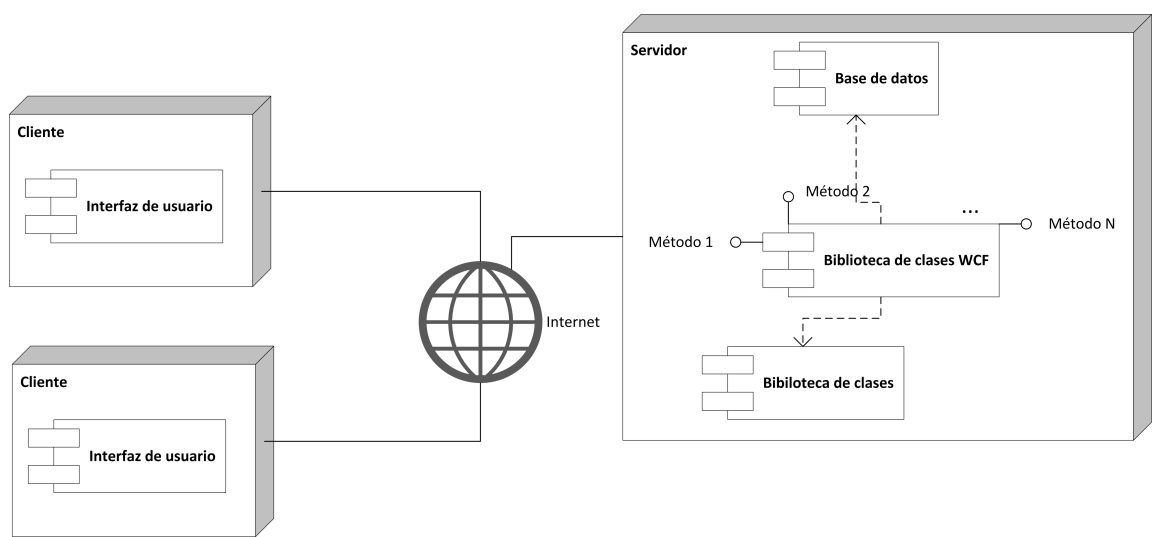 Servidor
Base de datos
Cliente
Interfaz de usuario
Método 2
...
Método 1
Método N
Biblioteca de clases WCF
Internet
Cliente
Bibiloteca de clases
Interfaz de usuario